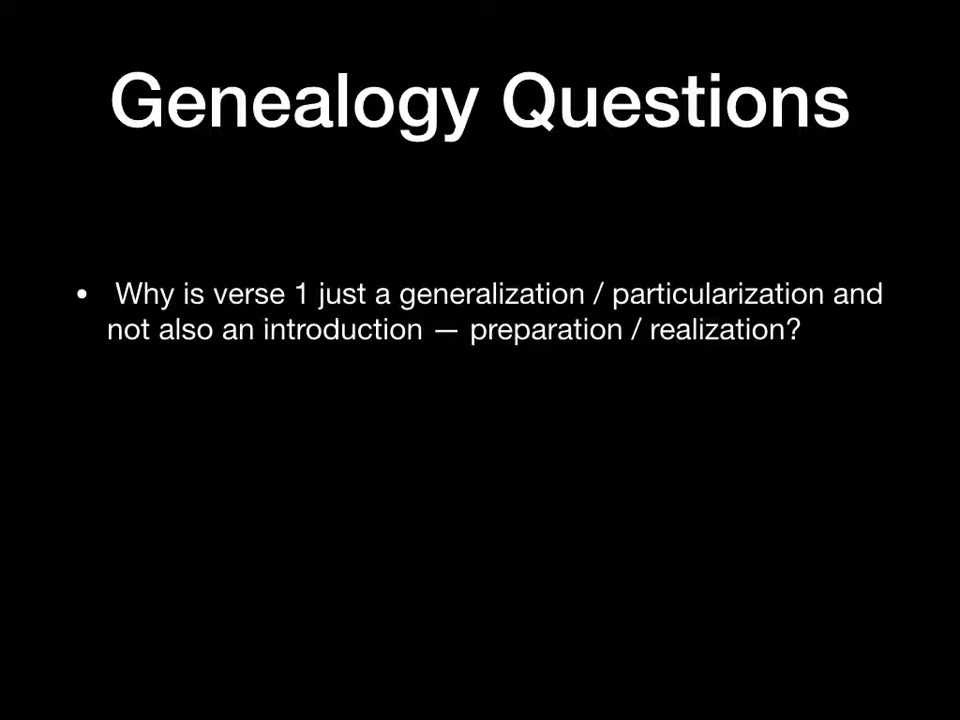 Genealogy Questions
• Why is verse 1 just a generalization / particularization and
not also an introduction — preparation / realization?